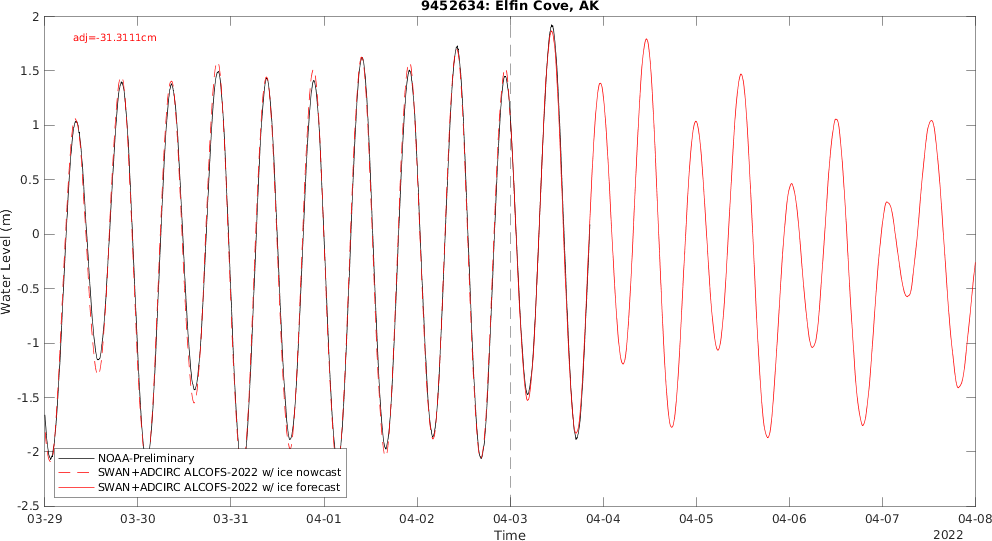 9452634: Elfin Cove, AK
adj=-31.3111cm
2
1.5
1
0.5
0
-0.5
-1
-1.5
-2
-2.5
Water Level (m)
NOAA-Preliminary
SWAN+ADCIRC ALCOFS-2022 w/ ice nowcast
SWAN+ADCIRC ALCOFS-2022 w/ ice forecast
03-29 03-30 03-31 04-01 04-02 04-03 04-04 04-05 04-06 04-07 04-08
Time
2022